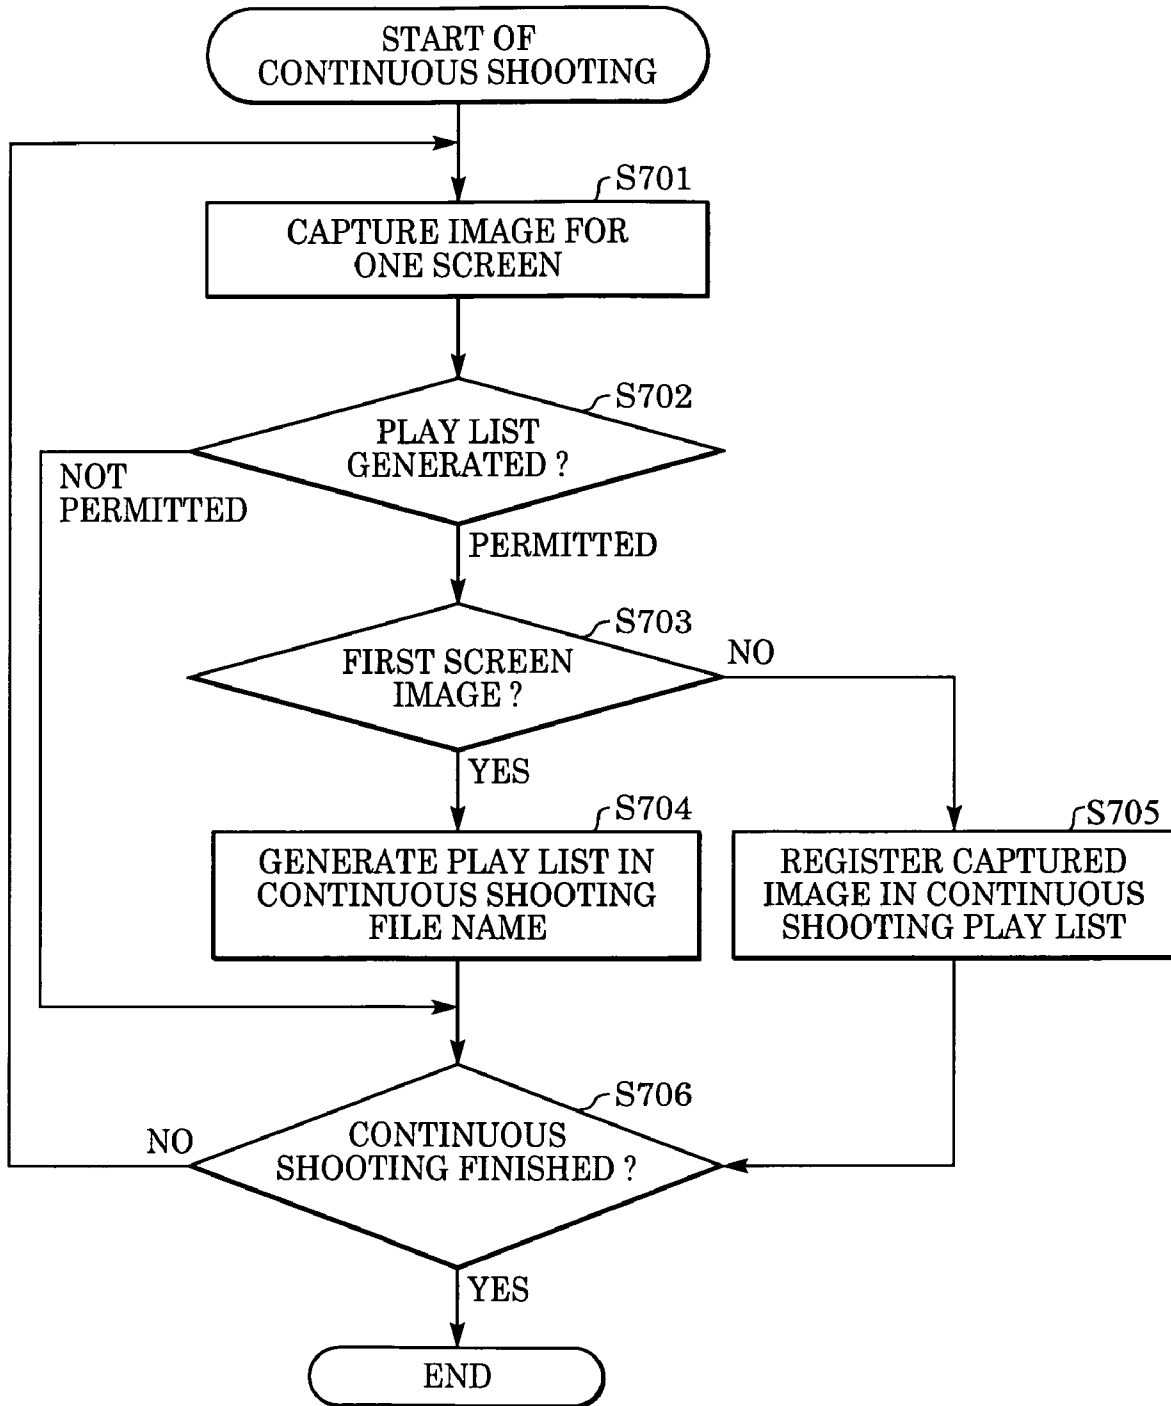 START OF
CONTINUOUS SHOOTING
S701
CAPTURE IMAGE FOR
ONE SCREEN
S702
PLAY LIST
GENERATED ?
NOT
PERMITTED
PERMITTED
S703
FIRST SCREEN
IMAGE ?
NO
YES
S704
GENERATE PLAY LIST IN
CONTINUOUS SHOOTING
FILE NAME
S705
REGISTER CAPTURED
IMAGE IN CONTINUOUS
SHOOTING PLAY LIST
S706
CONTINUOUS
SHOOTING FINISHED ?
NO
YES
END